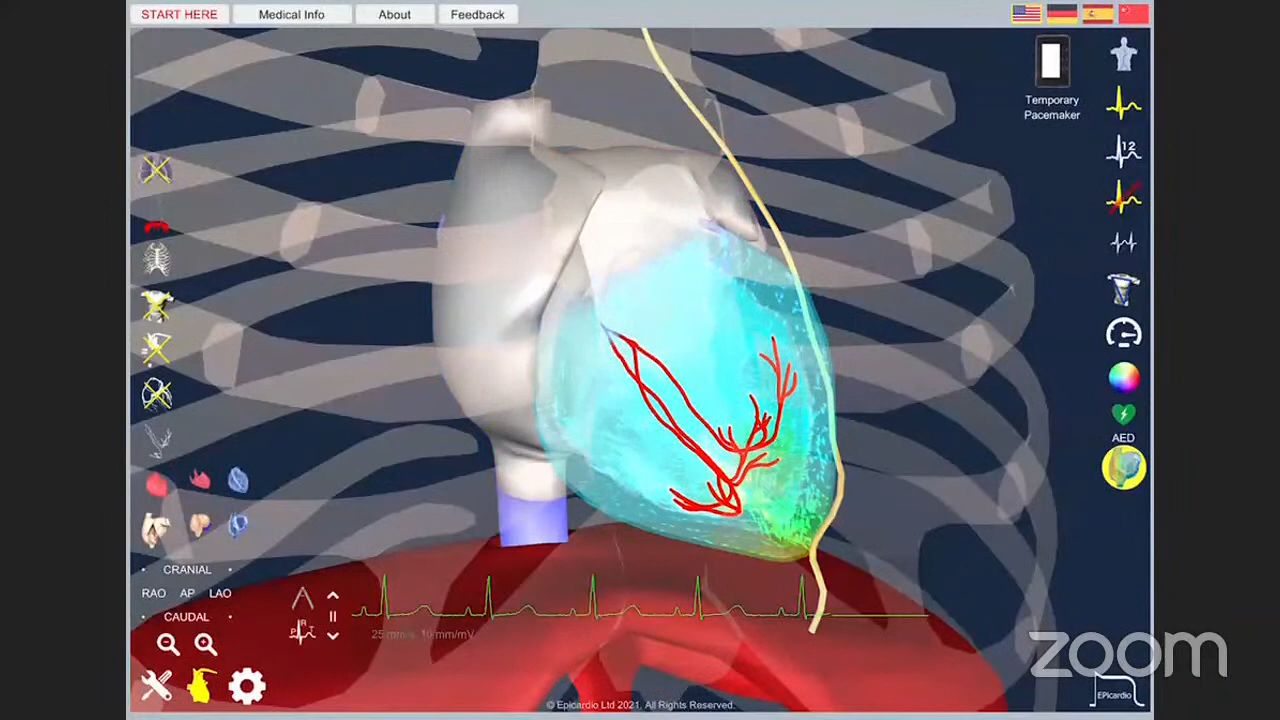 START HERE
Medical Info
About
Feedback
Temporary
Pacemaker
12
AED
CRANIAL
RAO AP LAO
CAUDAL
R
P T
25 mm/s 10 mm/mV
© Epicardio Ltd 2021. All Rights Reserved.
EPicardio
zoom